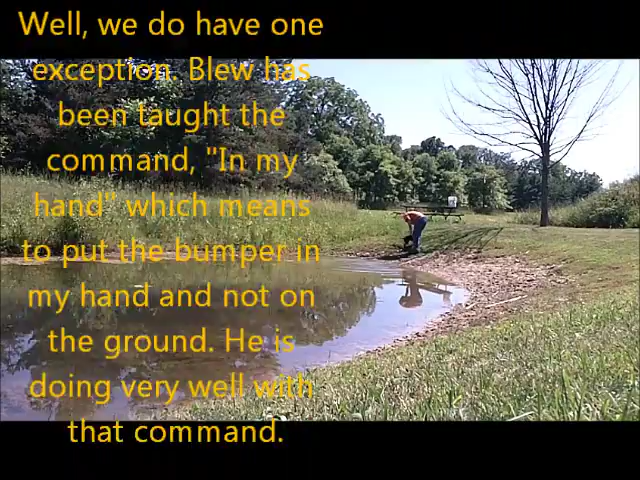 Well, we do have one
exception. Blew has
been taught the
command, "In my
hand" which means
to put the bumper in
my hand and not on
the ground. He is
doing very well with
that command.